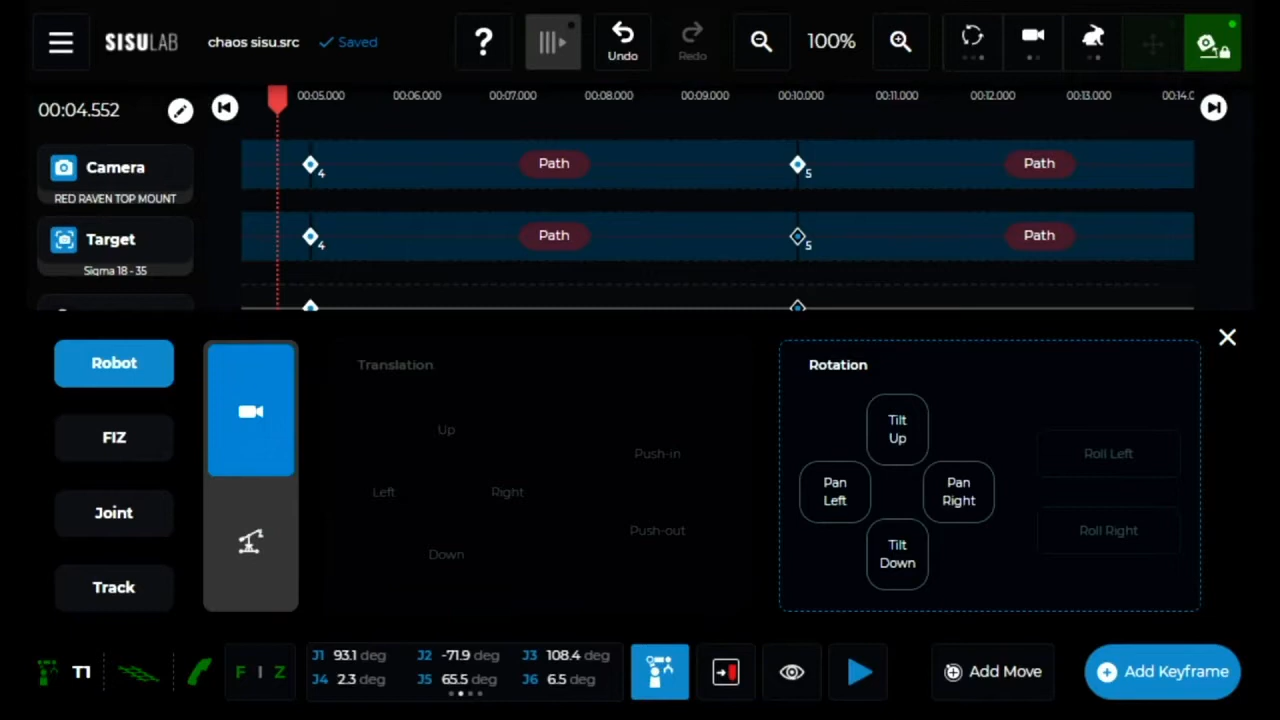 SISULAB
chaos sisu.src
Saved
?
Undo
Redo
100%
00:04.552
00:05.000
00:06.000
00:07.000
00:08.000
00:09.000
00:10.000
00:11.000
00:12.000
00:13.000
Camera
RED RAVEN TOP MOUNT
4
Path
5
Path
Target
Sigma 18 - 35
4
Path
5
Path
Robot
FIZ
Joint
Track
Translation
Up
Left
Right
Down
Push-in
Push-out
Rotation
Tilt
Up
Pan
Left
Pan
Right
Tilt
Down
Roll Left
Roll Right
T1
F I Z
J1 93.1 deg J2 -71.9 deg J3 108.4 deg
J4 2.3 deg J5 65.5 deg J6 6.5 deg
Add Move
Add Keyframe